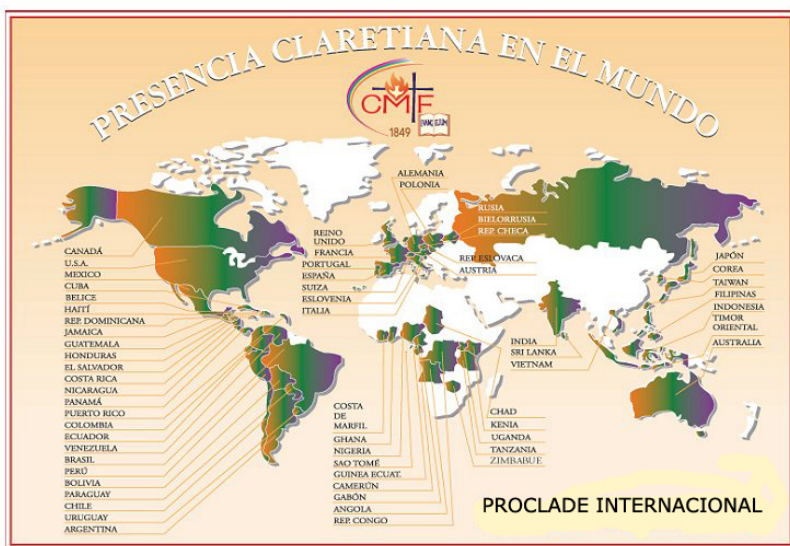 PRESENCIA CLARETIANA EN EL MUNDO
CMF
1849
ALEMANIA
POLONIA
RUSIA
BIELORRUSIA
REP. CHECA
REINO
UNIDO
FRANCIA
PORTUGAL
ESPAÑA
SUIZA
ESLOVENIA
ITALIA
REP. ESLOVACA
AUSTRIA
CANADÁ
U.S.A.
MEXICO
CUBA
BELICE
HAITÍ
REP. DOMINICANA
JAMAICA
GUATEMALA
HONDURAS
EL SALVADOR
COSTA RICA
NICARAGUA
PANAMÁ
PUERTO RICO
COLOMBIA
ECUADOR
VENEZUELA
BRASIL
PERÚ
BOLIVIA
PARAGUAY
CHILE
URUGUAY
ARGENTINA
COSTA
DE
MARFIL
GHANA
NIGERIA
SAO TOMÉ
GUINEA ECUAT.
CAMERÚN
GABÓN
ANGOLA
REP. CONGO
CHAD
KENIA
UGANDA
TANZANIA
ZIMBABUE
INDIA
SRI LANKA
VIETNAM
JAPÓN
COREA
TAIWAN
FILIPINAS
INDONESIA
TIMOR
ORIENTAL
AUSTRALIA
PROCLADE INTERNACIONAL